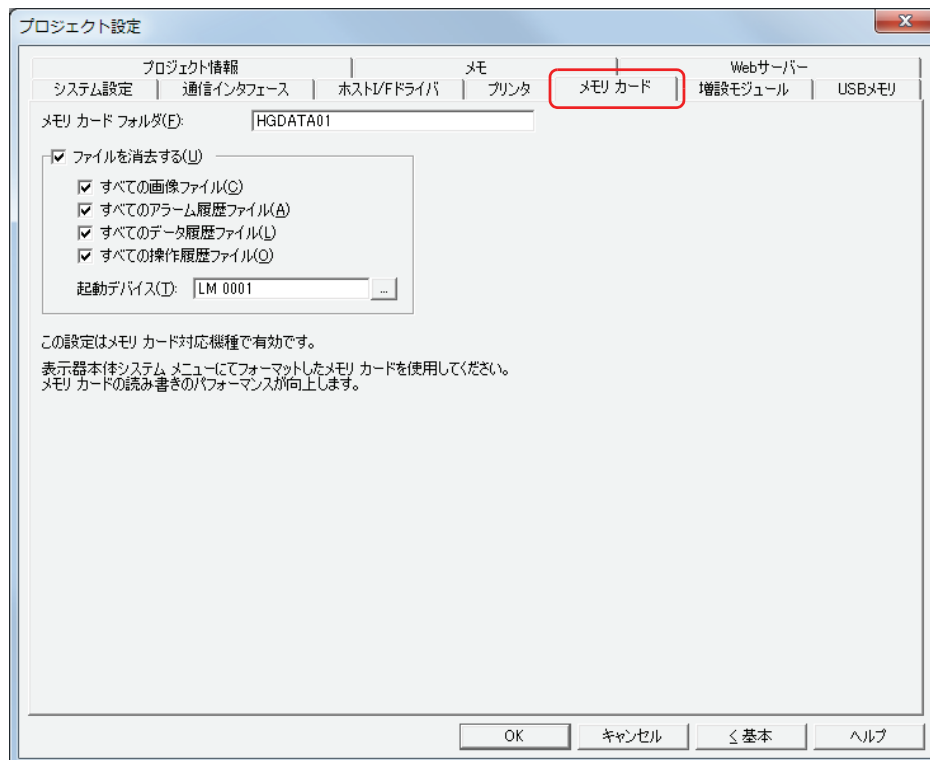 プロジェクト設定
プロジェクト情報 メモ Webサーバー
システム設定 通信インタフェース ホストI/Fドライバ プリンタ メモリ カード 増設モジュール USBメモリ
メモリ カード フォルダ(F): HGDATA01
ファイルを消去する(U)
すべての画像ファイル(C)
すべてのアラーム履歴ファイル(A)
すべてのデータ履歴ファイル(L)
すべての操作履歴ファイル(O)
起動デバイス(T): LM 0001 ...
この設定はメモリ カード対応機種で有効です。
表示器本体システム メニューにてフォーマットしたメモリ カードを使用してください。
メモリ カードの読み書きのパフォーマンスが向上します。
OK キャンセル < 基本 ヘルプ